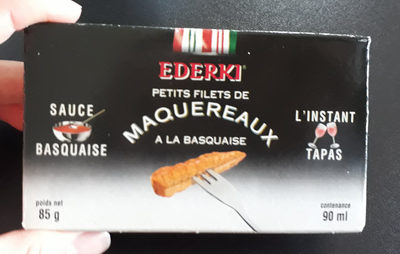 EDERKI®
PETITS FILETS DE
MAQUEREAUX
A LA BASQUAISE
SAUCE
BASQUAISE
L'INSTANT
TAPAS
poids net
85 g
contenance
90 ml